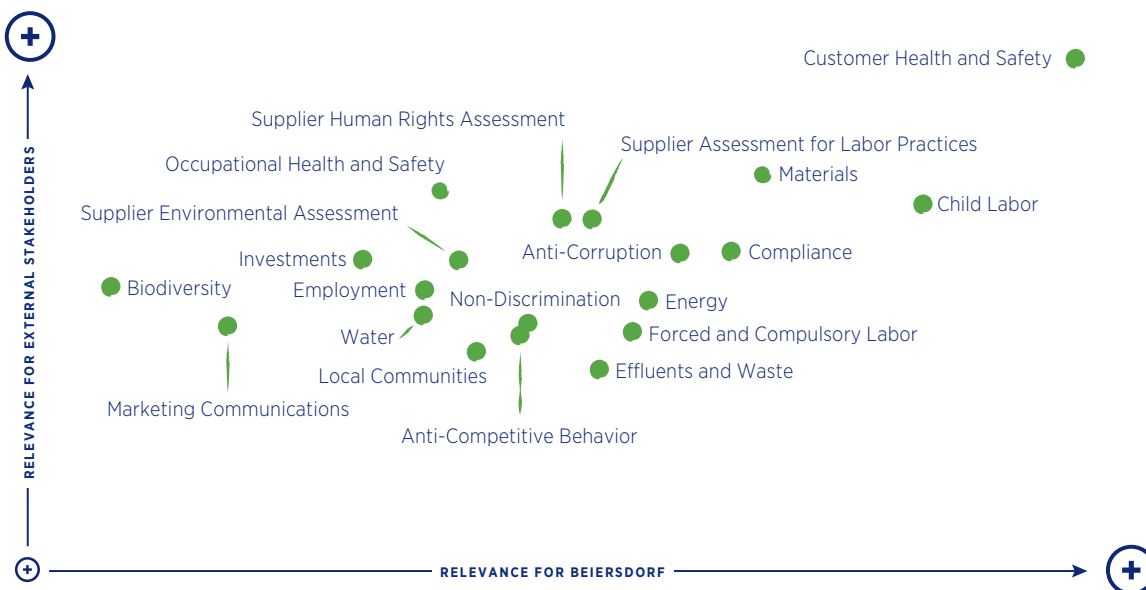 Customer Health and Safety
Supplier Human Rights Assessment
Supplier Assessment for Labor Practices
Occupational Health and Safety
Materials
Child Labor
Supplier Environmental Assessment
Anti-Corruption
Compliance
Investments
Biodiversity
Employment
Non-Discrimination
Energy
Water
Forced and Compulsory Labor
Local Communities
Effluents and Waste
Marketing Communications
Anti-Competitive Behavior
RELEVANCE FOR EXTERNAL STAKEHOLDERS
RELEVANCE FOR BEIERSDORF